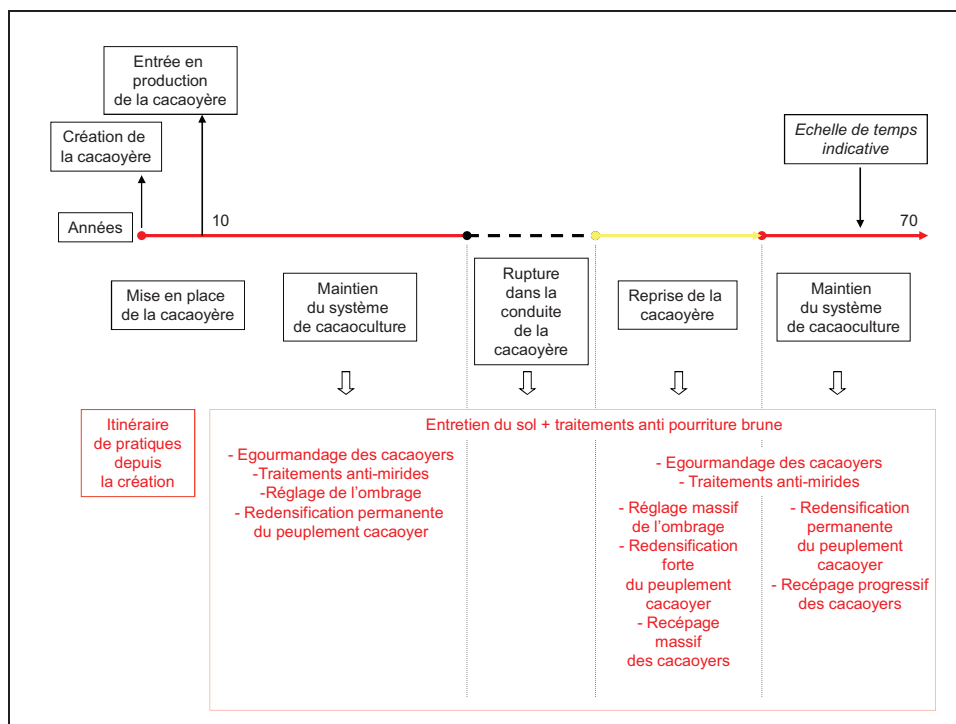 Entrée en
production
de la cacaoyère
Création de
la cacaoyère
Echelle de temps
indicative
Années
10
70
Mise en place
de la cacaoyère
Maintien
du système
de cacaoculture
Rupture
dans la
conduite
de la
cacaoyère
Reprise de la
cacaoyère
Maintien
du système
de cacaoculture
Itinéraire
de pratiques
depuis
la création
Entretien du sol + traitements anti pourriture brune
- Egourmandage des cacaoyers
-Traitements anti-mirides
-Réglage de l'ombrage
- Redensification permanente
du peuplement cacaoyer
- Egourmandage des cacaoyers
- Traitements anti-mirides
- Réglage massif
de l'ombrage
- Redensification
forte
du peuplement
cacaoyer
- Recépage
massif
des cacaoyers
- Redensification
permanente
du peuplement
cacaoyer
- Recépage progressif
des cacaoyers